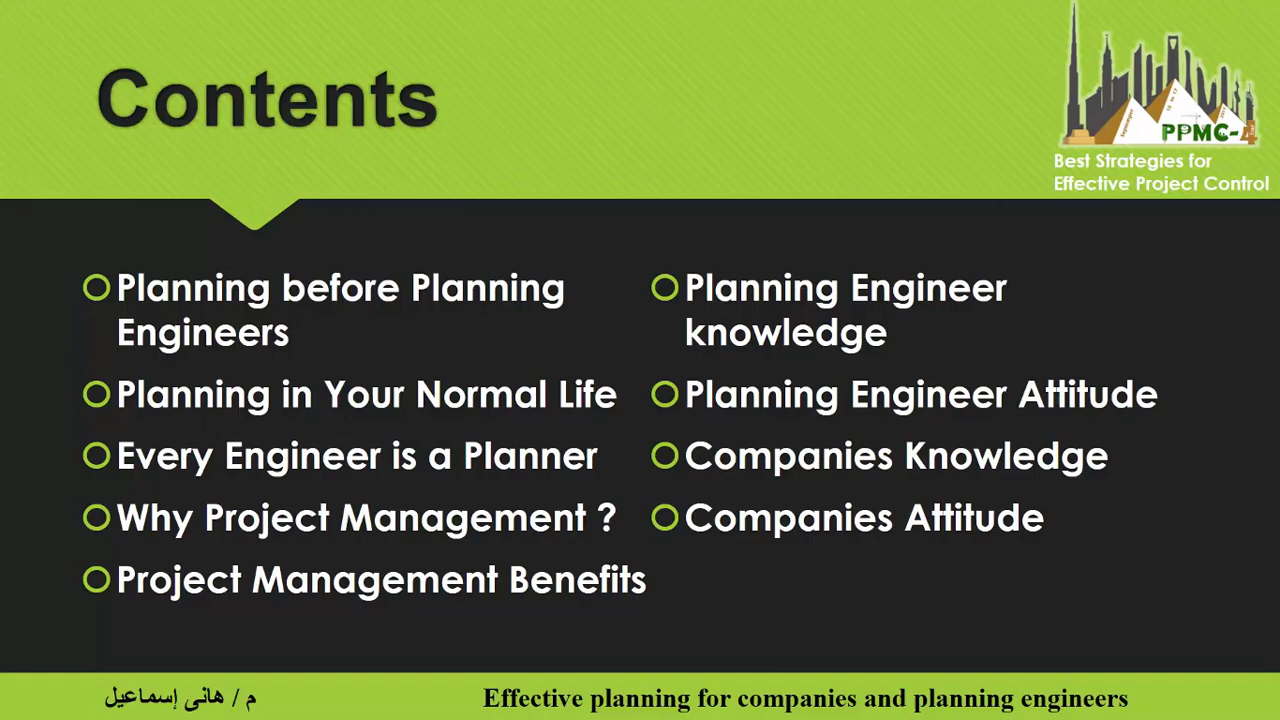 Contents
PPMC-4
Best Strategies for
Effective Project Control
Planning before Planning
Engineers
Planning in Your Normal Life
Every Engineer is a Planner
Why Project Management ?
Project Management Benefits
Planning Engineer
knowledge
Planning Engineer Attitude
Companies Knowledge
Companies Attitude
م / هانى إسماعيل
Effective planning for companies and planning engineers